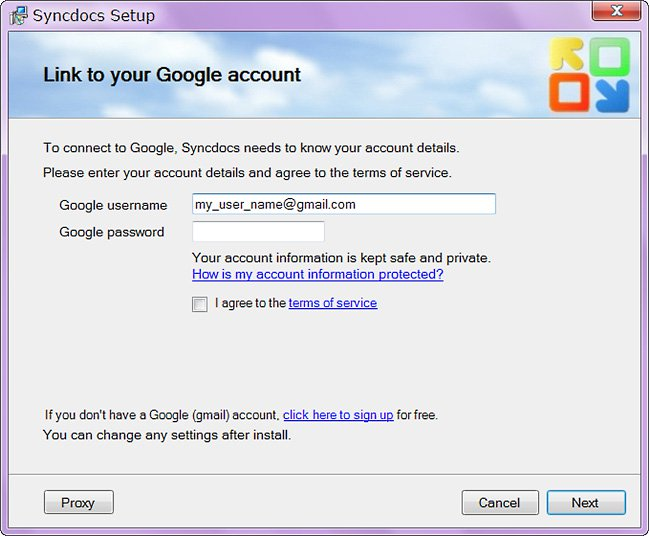 Syncdocs Setup
Link to your Google account
To connect to Google, Syncdocs needs to know your account details.
Please enter your account details and agree to the terms of service.
Google username my_user_name@gmail.com
Google password
Your account information is kept safe and private.
How is my account information protected?
I agree to the terms of service
If you don't have a Google (gmail) account, click here to sign up for free.
You can change any settings after install.
Proxy Cancel Next